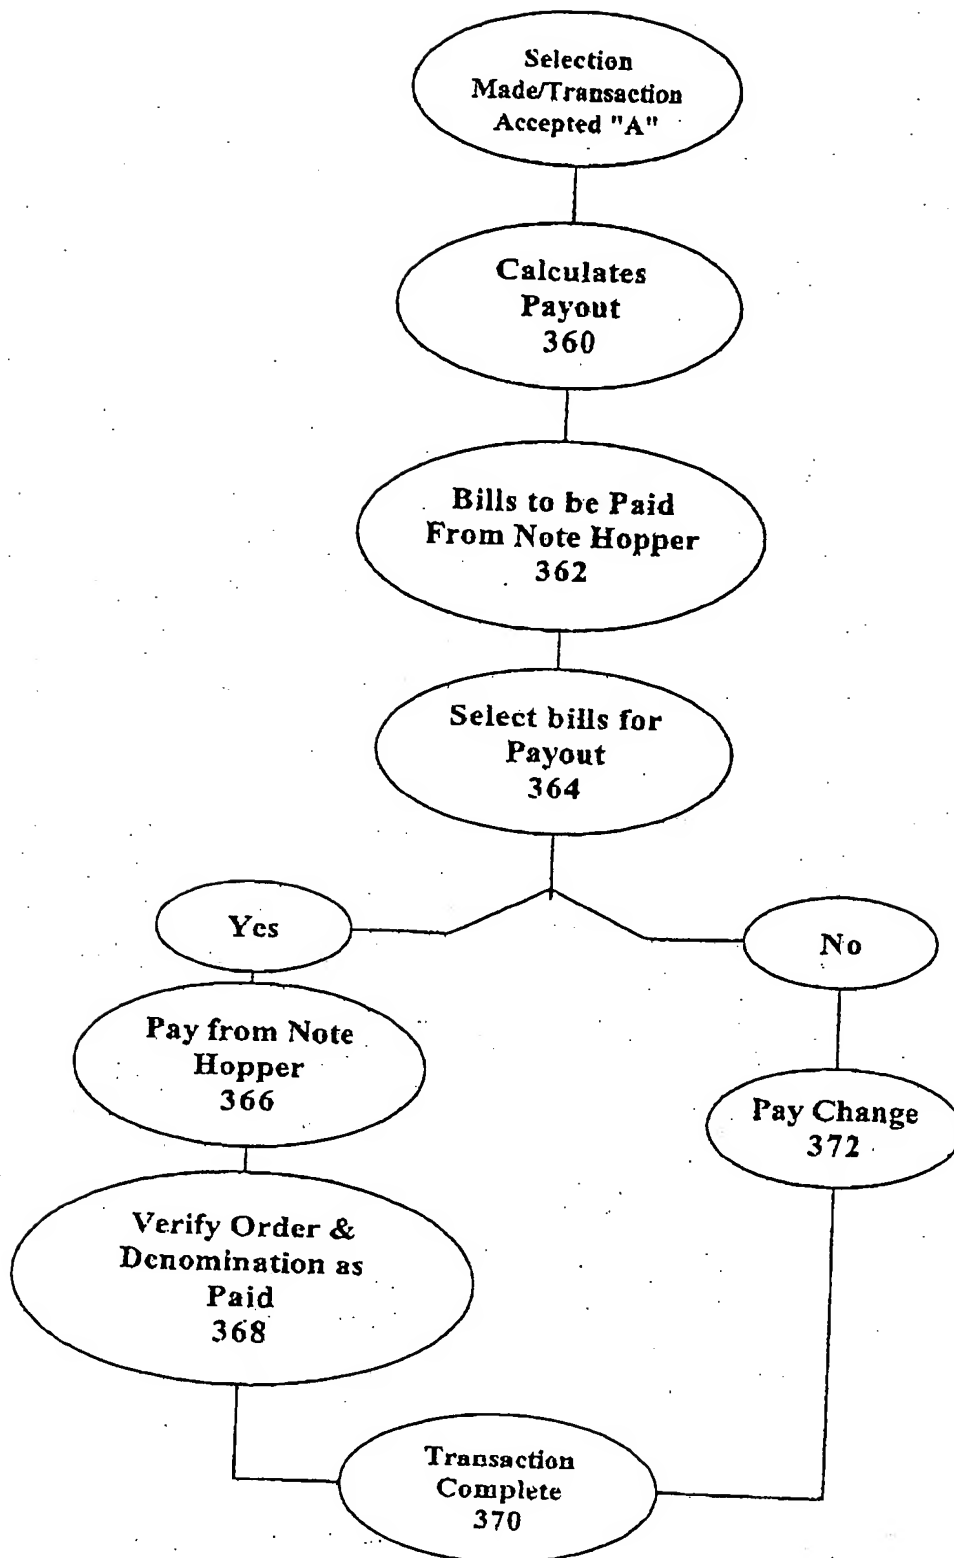 Selection
Made/Transaction
Accepted "A"
Calculates
Payout
360
Bills to be Paid
From Note Hopper
362
Select bills for
Payout
364
Yes
No
Pay from Note
Hopper
366
Pay Change
372
Verify Order &
Denomination as
Paid
368
Transaction
Complete
370